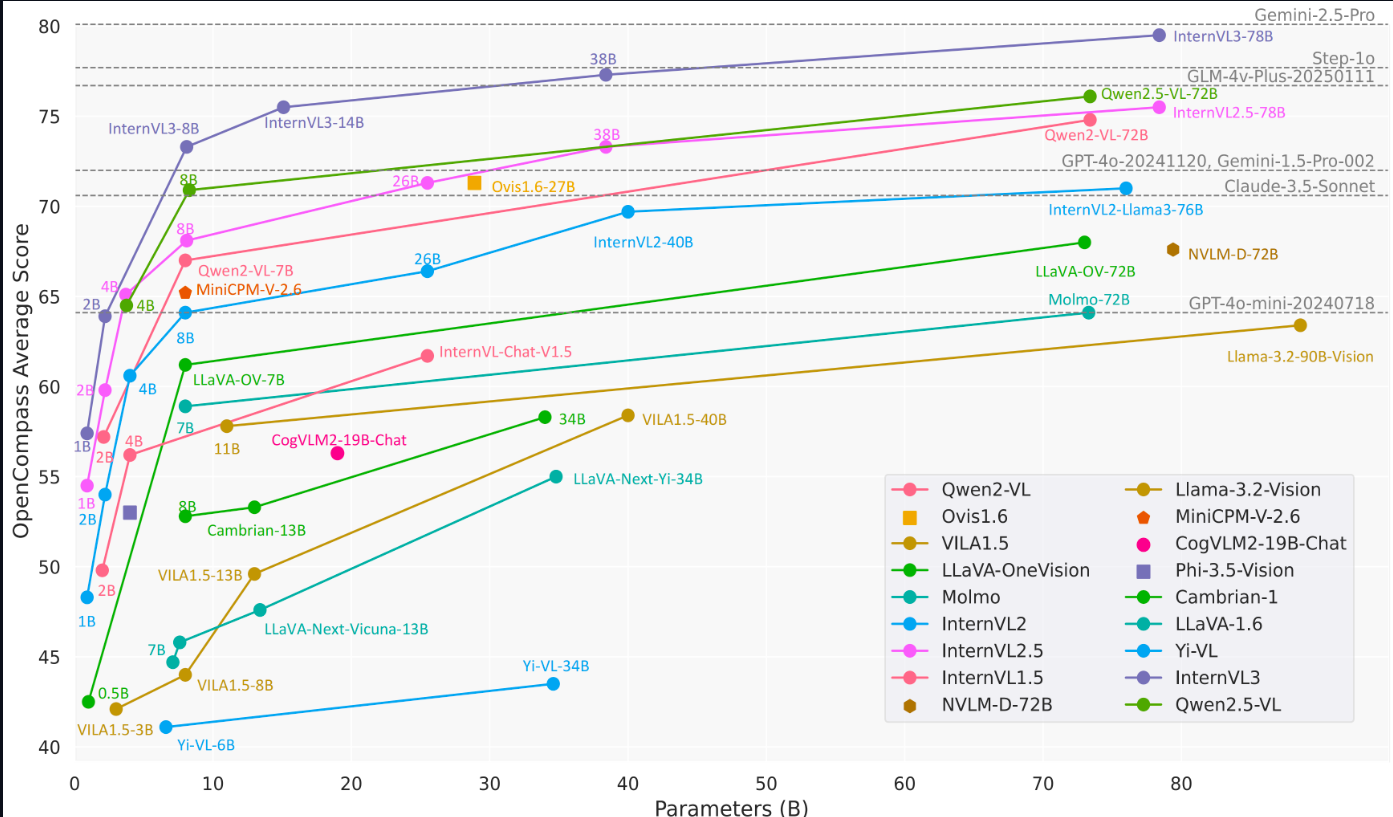 80
Gemini-2.5-Pro
InternVL3-78B
38B
Step-1o
GLM-4v-Plus-20250111
Qwen2.5-VL-72B
75
InternVL3-8B
InternVL3-14B
InternVL2.5-78B
38B
Qwen2-VL-72B
GPT-4o-20241120, Gemini-1.5-Pro-002
8B
26B
Ovis1.6-27B
Claude-3.5-Sonnet
70
InternVL2-Llama3-76B
8B
InternVL2-40B
NVLM-D-72B
26B
Qwen2-VL-7B
LLaVA-OV-72B
4B
MiniCPM-V-2.6
65
2B
4B
Molmo-72B
GPT-4o-mini-20240718
8B
InternVL-Chat-V1.5
Llama-3.2-90B-Vision
LLaVA-OV-7B
60
2B
4B
7B
34B
VILA1.5-40B
1B
2B
4B
11B
CogVLM2-19B-Chat
55
LLaVA-Next-Yi-34B
1B
2B
8B
Cambrian-13B
50
VILA1.5-13B
2B
1B
LLaVA-Next-Vicuna-13B
7B
45
Yi-VL-34B
VILA1.5-8B
0.5B
VILA1.5-3B
Yi-VL-6B
40
OpenCompass Average Score
Qwen2-VL
Ovis1.6
VILA1.5
LLaVA-OneVision
Molmo
InternVL2
InternVL2.5
InternVL1.5
NVLM-D-72B
Llama-3.2-Vision
MiniCPM-V-2.6
CogVLM2-19B-Chat
Phi-3.5-Vision
Cambrian-1
LLaVA-1.6
Yi-VL
InternVL3
Qwen2.5-VL
0 10 20 30 40 50 60 70 80
Parameters (B)